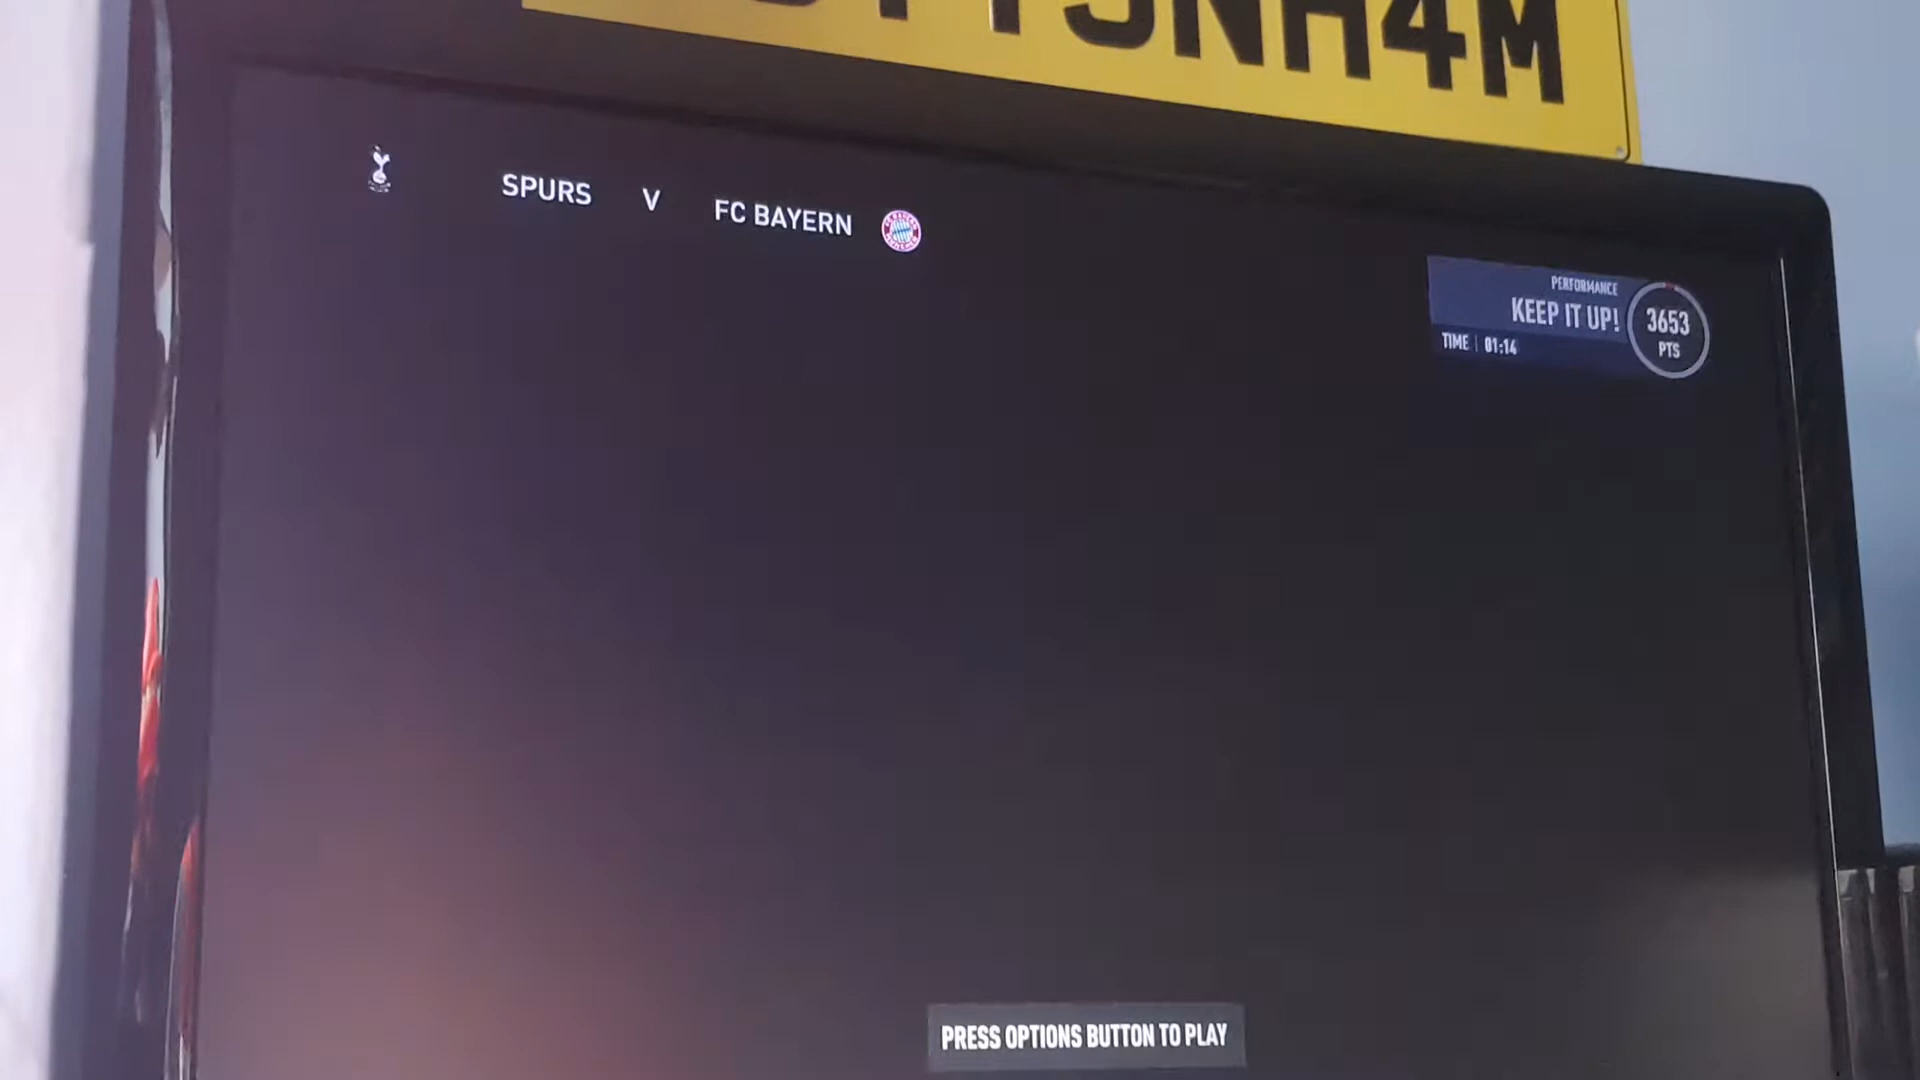 SPURS V FC BAYERN
PERFORMANCE
KEEP IT UP!
3653
PTS
TIME 01:14
PRESS OPTIONS BUTTON TO PLAY